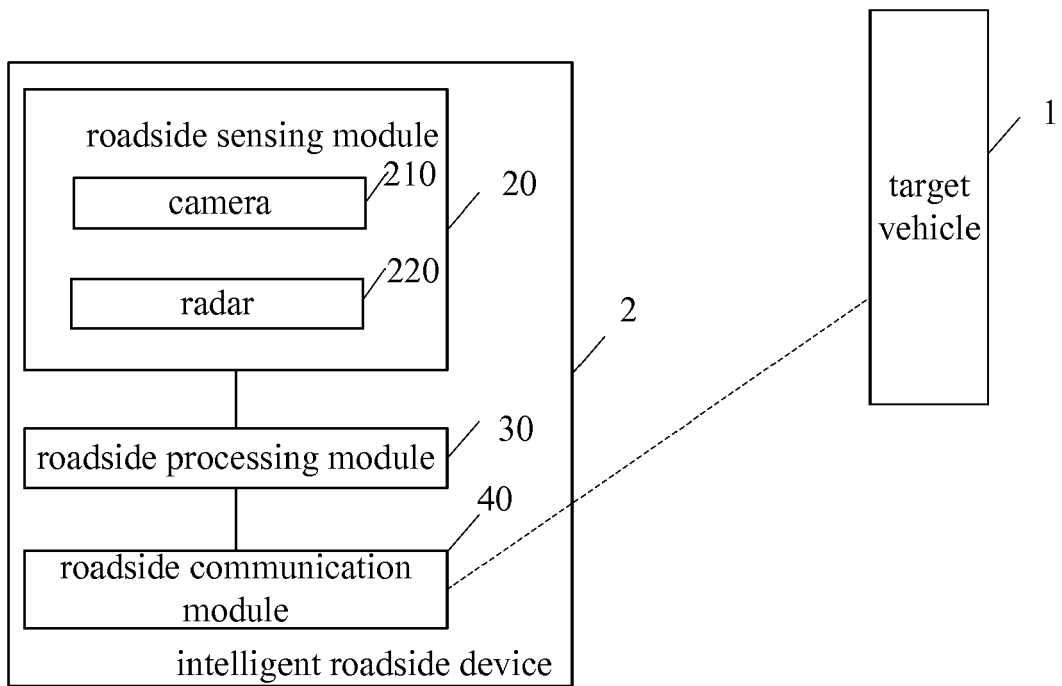 roadside sensing module
210
camera
20
220
radar
2
30
roadside processing module
40
roadside communication
module
intelligent roadside device
1
target
vehicle